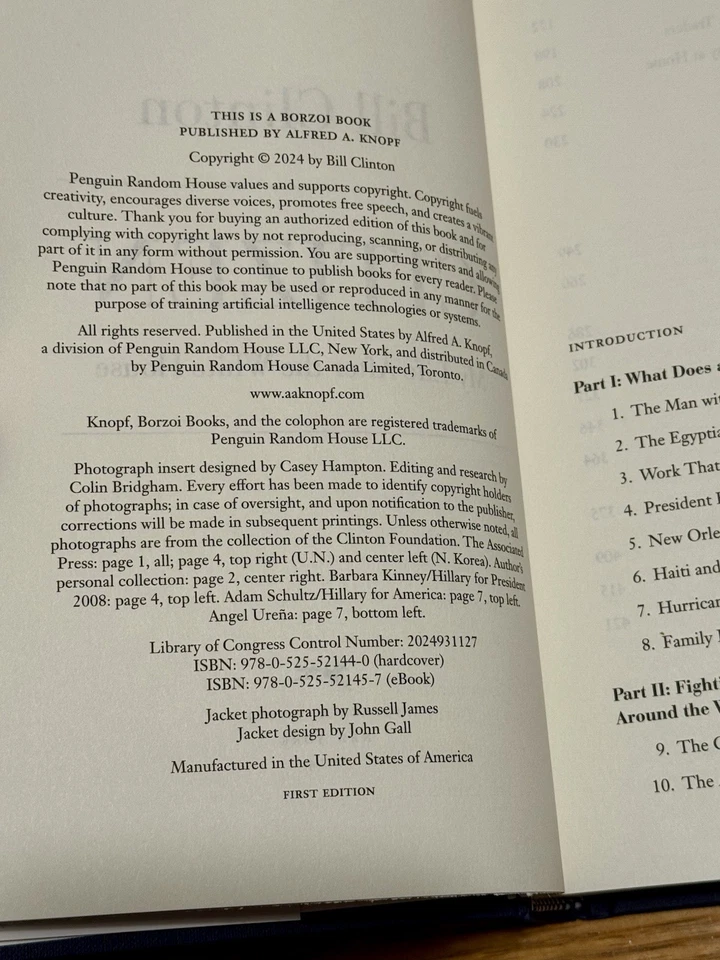 THIS IS A BORZOI BOOK
PUBLISHED BY ALFRED A. KNOPF
Copyright © 2024 by Bill Clinton
Penguin Random House values and supports copyright. Copyright fuels
creativity, encourages diverse voices, promotes free speech, and creates a vibrant
culture. Thank you for buying an authorized edition of this book and for
complying with copyright laws by not reproducing, scanning, or distributing any
part of it in any form without permission. You are supporting writers and allowing
Penguin Random House to continue to publish books for every reader. Please
note that no part of this book may be used or reproduced in any manner for the
purpose of training artificial intelligence technologies or systems.
All rights reserved. Published in the United States by Alfred A. Knopf,
a division of Penguin Random House LLC, New York, and distributed in Canada
by Penguin Random House Canada Limited, Toronto.
www.aaknopf.com
Knopf, Borzoi Books, and the colophon are registered trademarks of
Penguin Random House LLC.
Photograph insert designed by Casey Hampton. Editing and research by
Colin Bridgham. Every effort has been made to identify copyright holders
of photographs; in case of oversight, and upon notification to the publisher,
corrections will be made in subsequent printings. Unless otherwise noted, all
photographs are from the collection of the Clinton Foundation. The Associated
Press: page 1, all; page 4, top right (U.N.) and center left (N. Korea). Author's
personal collection: page 2, center right. Barbara Kinney/Hillary for President
2008: page 4, top left. Adam Schultz/Hillary for America: page 7, top left.
Angel Ureña: page 7, bottom left.
Library of Congress Control Number: 2024931127
ISBN: 978-0-525-52144-0 (hardcover)
ISBN: 978-0-525-52145-7 (eBook)
Jacket photograph by Russell James
Jacket design by John Gall
Manufactured in the United States of America
FIRST EDITION
INTRODUCTION
Part I: What Does
1. The Man
2. The
3. Work That
4. President
5. New
6. Haiti and
7.
8. Family
Part II:
Around the
9. The
10. The